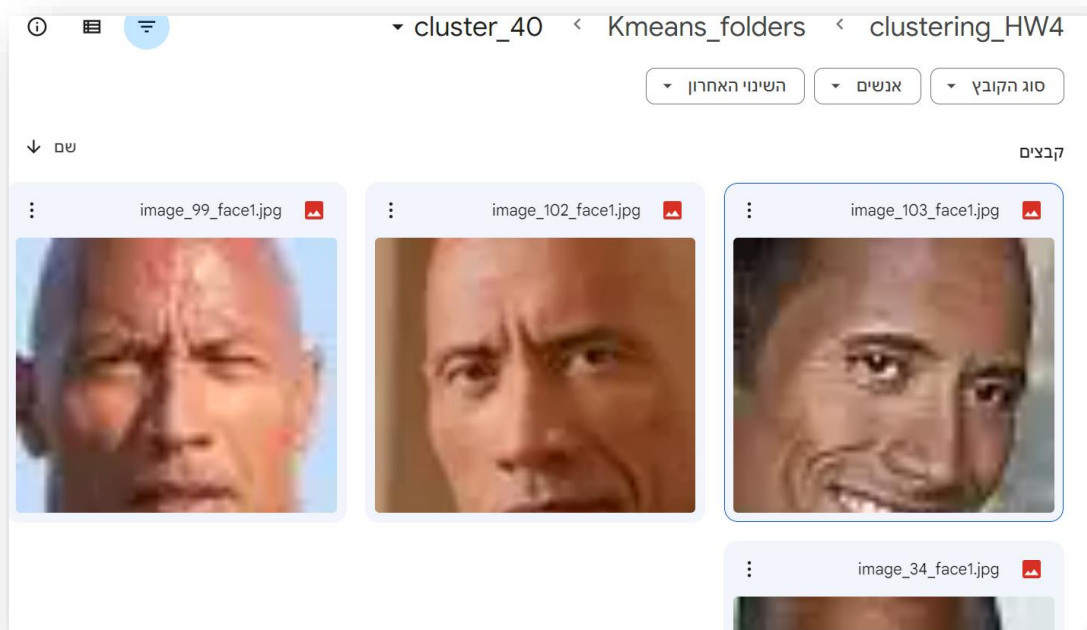 clustering_HW4 > Kmeans_folders > cluster_40
סוג הקובץ אנשים השינוי האחרון
קבצים שם
image_103_face1.jpg image_102_face1.jpg image_99_face1.jpg
image_34_face1.jpg